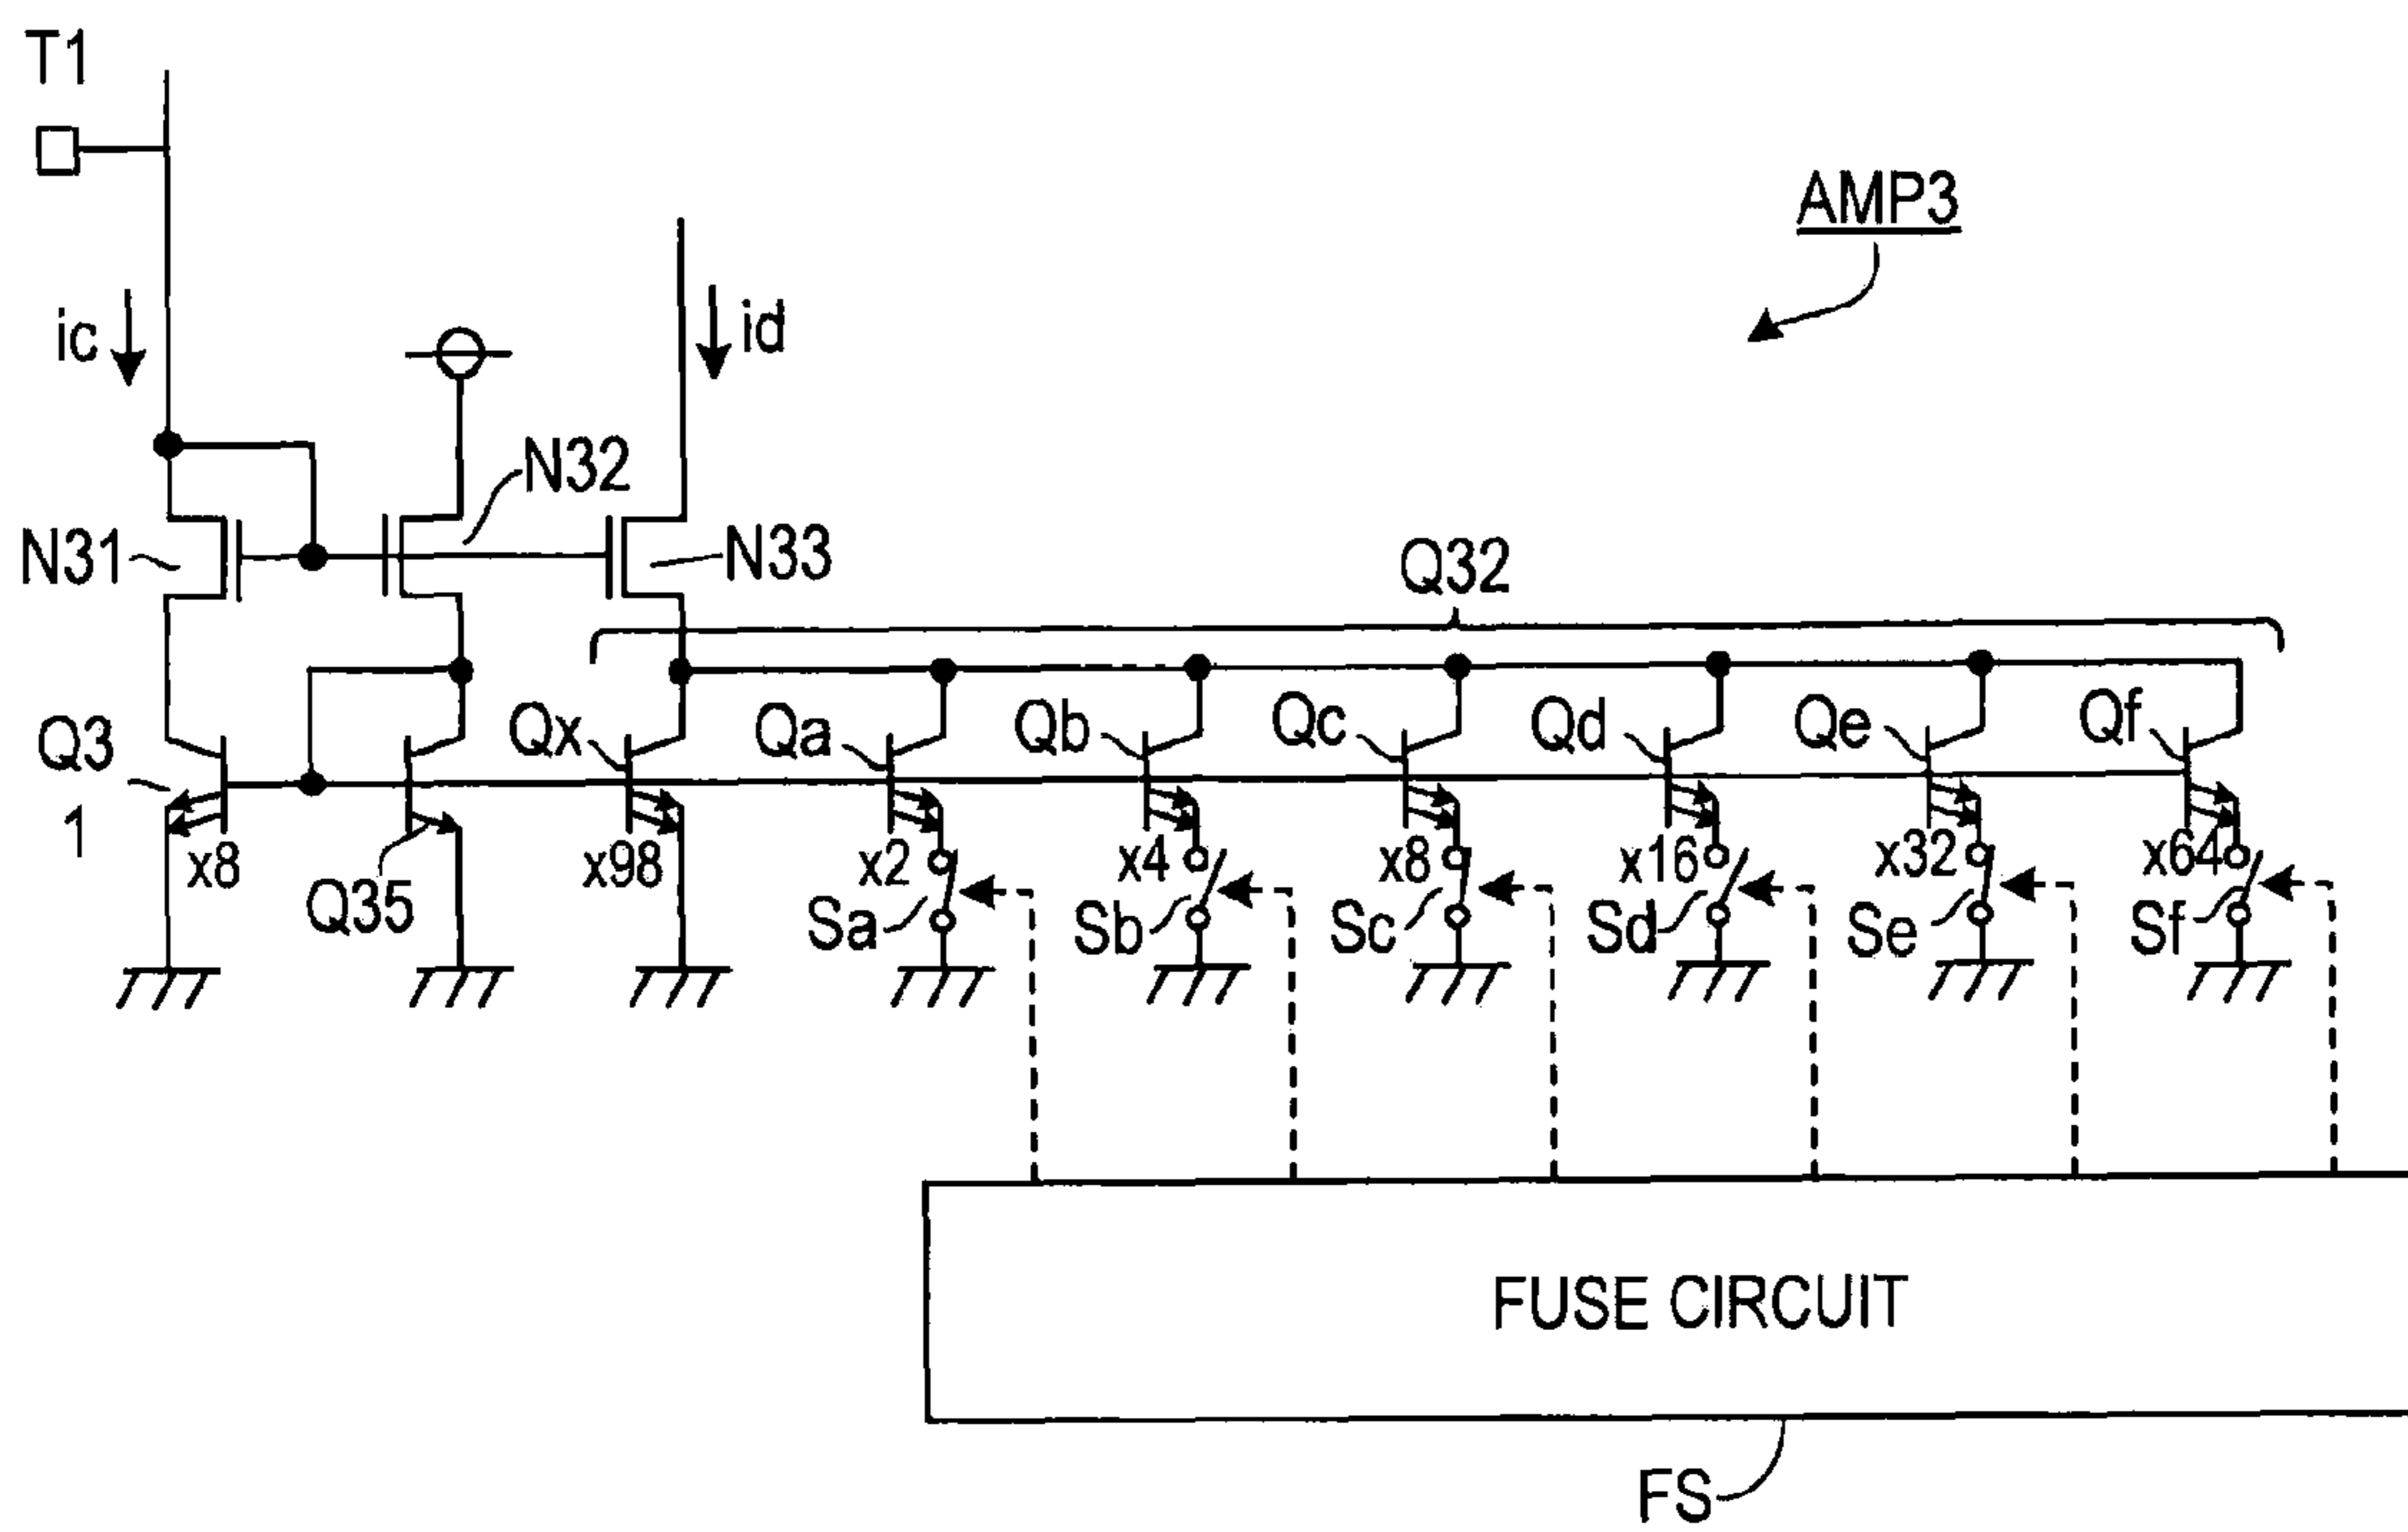 T1
AMP3
ic
id
N32
N31
N33
Q32
Q3
1
Qx
Qa
Qb
Qc
Qd
Qe
Qf
x8
Q35
x98
x2
x4
x8
x16
x32
x64
Sa
Sb
Sc
Sd
Se
Sf
FUSE CIRCUIT
FS